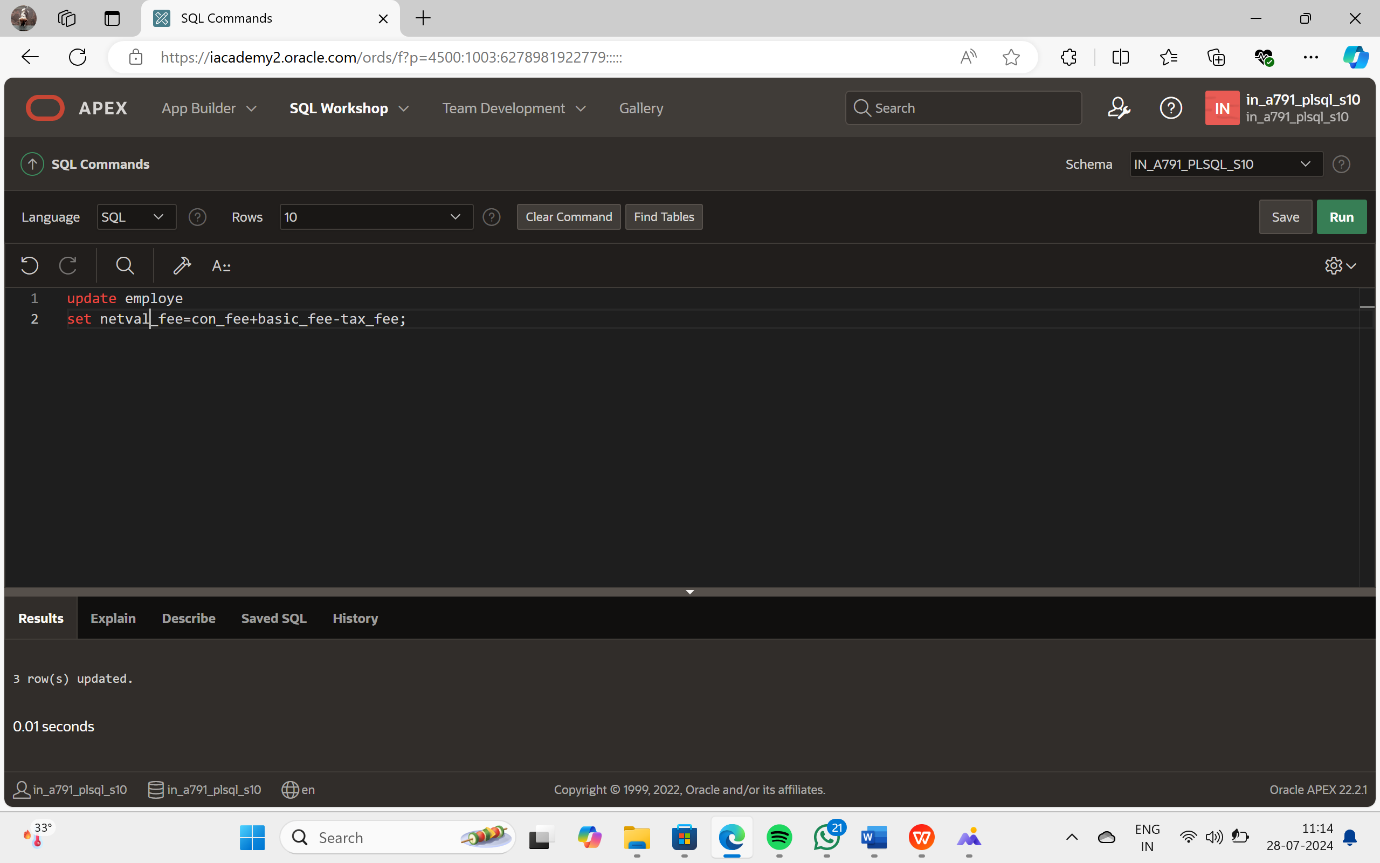 SQL Commands
https://iacademy2.oracle.com/ords/f?p=4500:1003:6278981922779:::::
APEX App Builder SQL Workshop Team Development Gallery Search IN in_a791_plsql_s10
in_a791_plsql_s10
SQL Commands Schema IN_A791_PLSQL_S10
Language SQL Rows 10 Clear Command Find Tables Save Run
1 update employe
2 set netval_fee=con_fee+basic_fee-tax_fee;
Results Explain Describe Saved SQL History
3 row(s) updated.
0.01 seconds
in_a791_plsql_s10 in_a791_plsql_s10 en Copyright © 1999, 2022, Oracle and/or its affiliates. Oracle APEX 22.2.1
33° Search 21 ENG 11:14
IN 28-07-2024